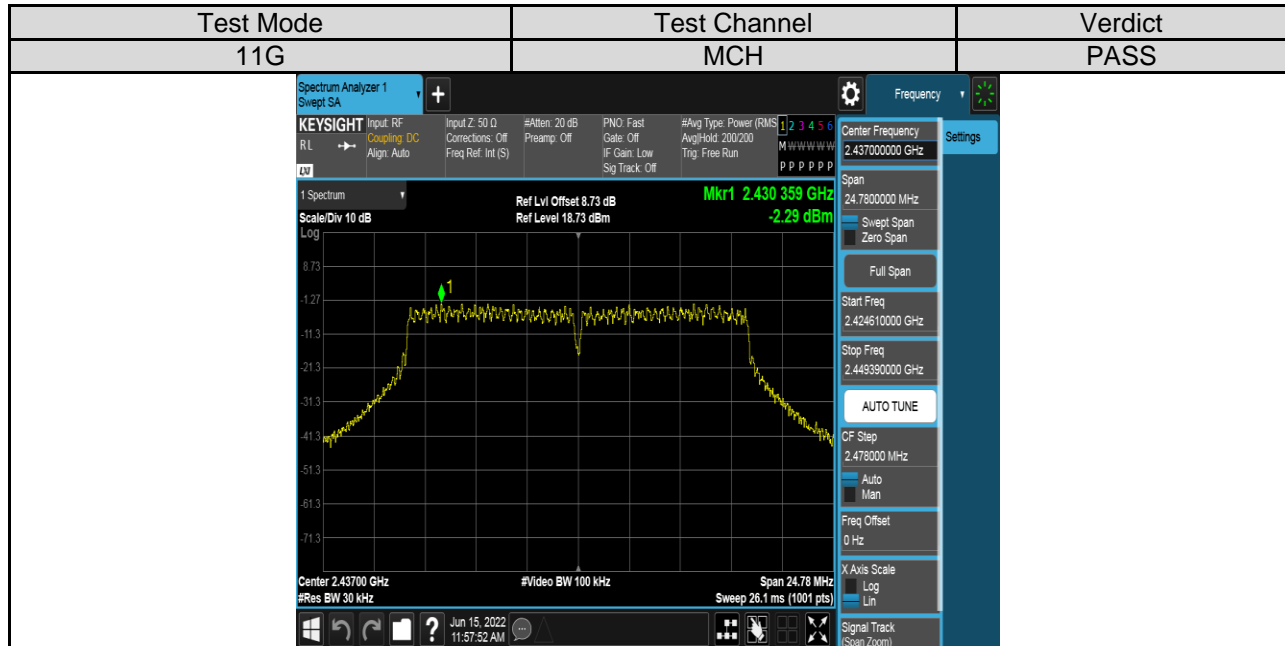 Test Mode Test Channel Verdict
11G MCH PASS
Spectrum Analyzer 1
Swept SA
+
Frequency
KEYSIGHT
RL
LXI
Input: RF
Coupling: DC
Align: Auto
Input Z: 50 Ω
Corrections: Off
Freq Ref: Int (S)
#Atten: 20 dB
Preamp: Off
PNO: Fast
Gate: Off
IF Gain: Low
Sig Track: Off
#Avg Type: Power (RMS
Avg|Hold: 200/200
Trig: Free Run
1 2 3 4 5 6
M W W W W W
P P P P P P
1 Spectrum
Scale/Div 10 dB
Log
Ref Lvl Offset 8.73 dB
Ref Level 18.73 dBm
Mkr1 2.430 359 GHz
-2.29 dBm
8.73
-1.27
-11.3
-21.3
-31.3
-41.3
-51.3
-61.3
-71.3
1
Center 2.43700 GHz
#Res BW 30 kHz
#Video BW 100 kHz
Span 24.78 MHz
Sweep 26.1 ms (1001 pts)
?
Jun 15, 2022
11:57:52 AM
Center Frequency
2.437000000 GHz
Settings
Span
24.7800000 MHz
Swept Span
Zero Span
Full Span
Start Freq
2.424610000 GHz
Stop Freq
2.449390000 GHz
AUTO TUNE
CF Step
2.478000 MHz
Auto
Man
Freq Offset
0 Hz
X Axis Scale
Log
Lin
Signal Track
(Span Zoom)